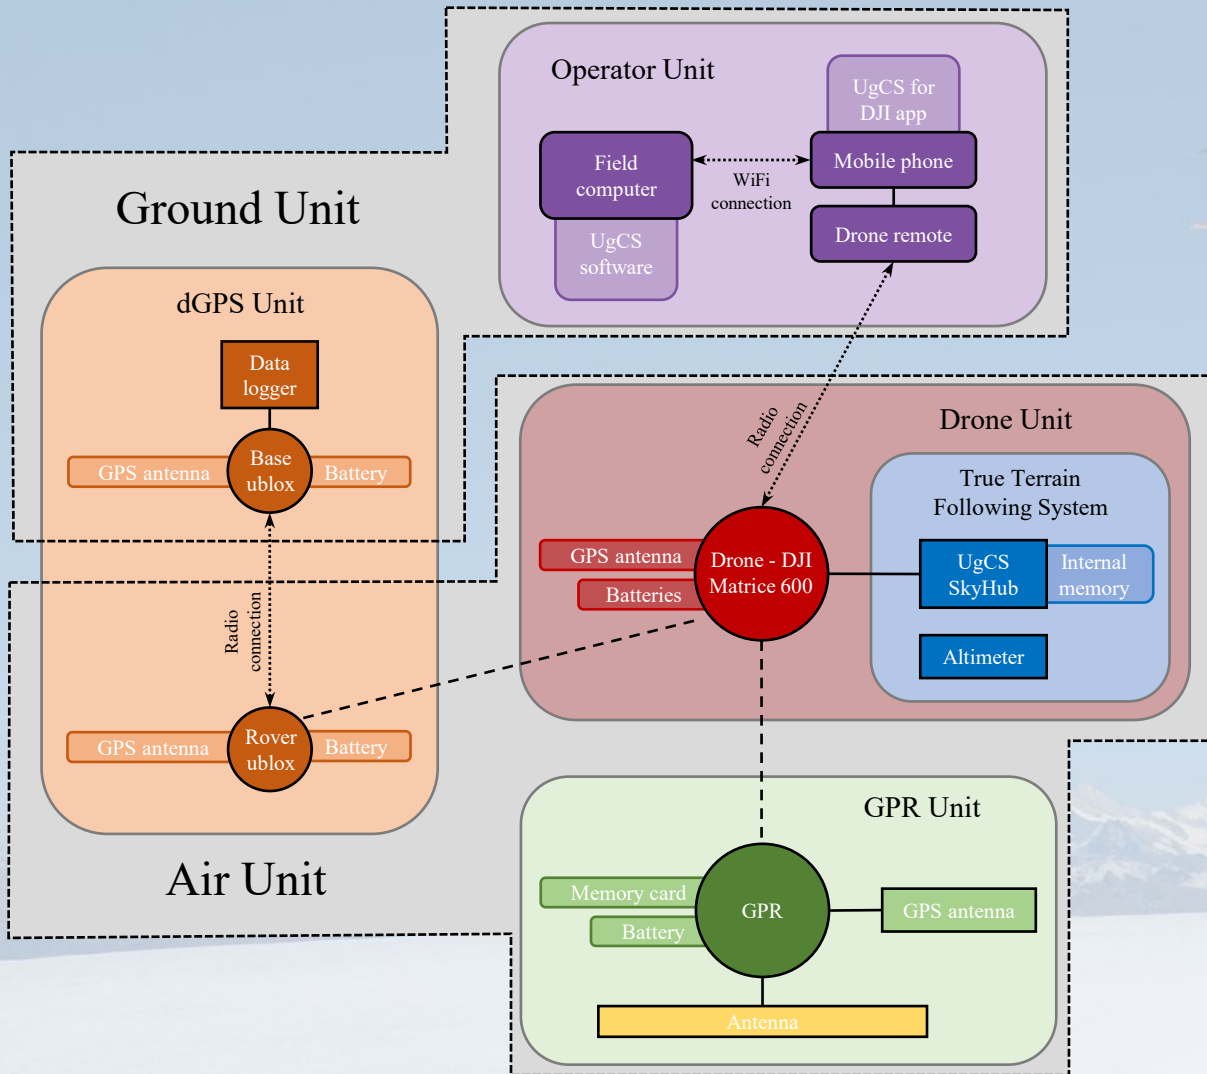 Operator Unit
UgCS for
DJI app
Field
computer
WiFi
connection
Mobile phone
Drone remote
UgCS
software
Ground Unit
dGPS Unit
Data
logger
GPS antenna
Base
ublox
Battery
Radio
connection
GPS antenna
Rover
ublox
Battery
Radio
connection
Drone Unit
True Terrain
Following System
GPS antenna
Batteries
Drone - DJI
Matrice 600
UgCS
SkyHub
Internal
memory
Altimeter
Air Unit
GPR Unit
Memory card
Battery
GPR
GPS antenna
Antenna